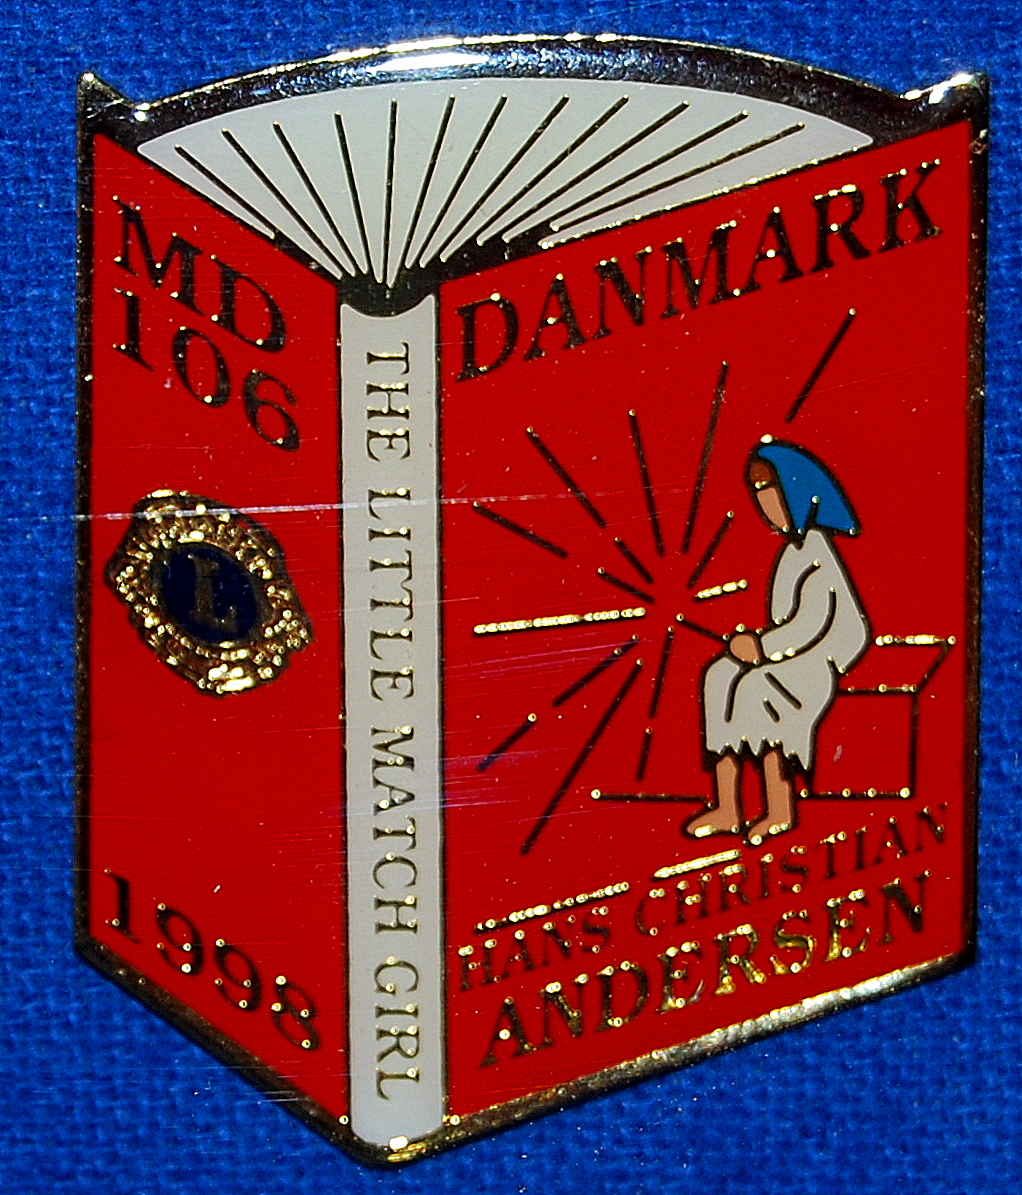 MD
106
L
1998
THE LITTLE MATCH GIRL
DANMARK
HANS CHRISTIAN
ANDERSEN